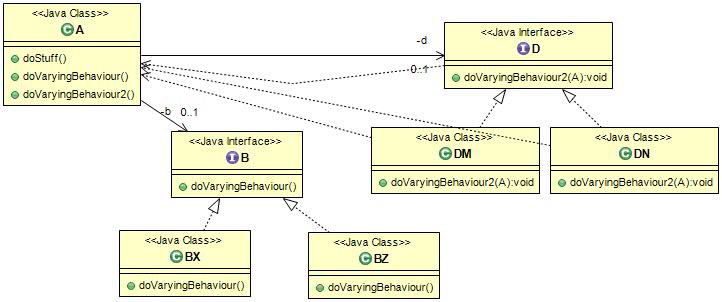 <<Java Class>>
C A
doStuff()
doVaryingBehaviour()
doVaryingBehaviour2()
-d
0..1
<<Java Interface>>
I D
doVaryingBehaviour2(A):void
-b 0..1
<<Java Interface>>
I B
doVaryingBehaviour()
<<Java Class>>
C DM
doVaryingBehaviour2(A):void
<<Java Class>>
C DN
doVaryingBehaviour2(A):void
<<Java Class>>
C BX
doVaryingBehaviour()
<<Java Class>>
C BZ
doVaryingBehaviour()